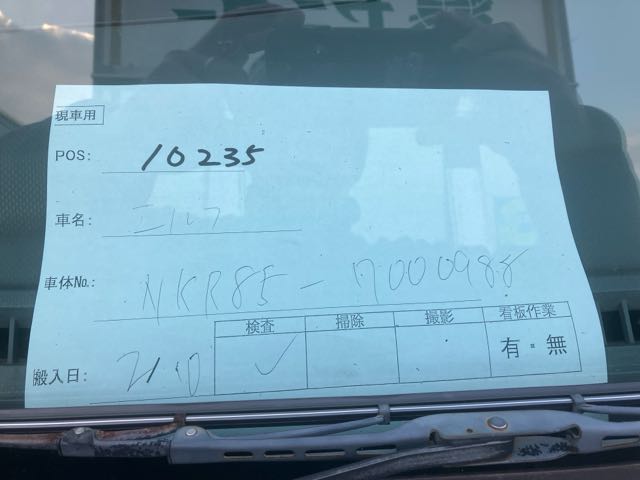 現車用
POS: 10235
車名: エルフ
車体No.: NKR85-7000988
検査 掃除 撮影 看板作業
搬入日: 21.10 ✓ 有・無